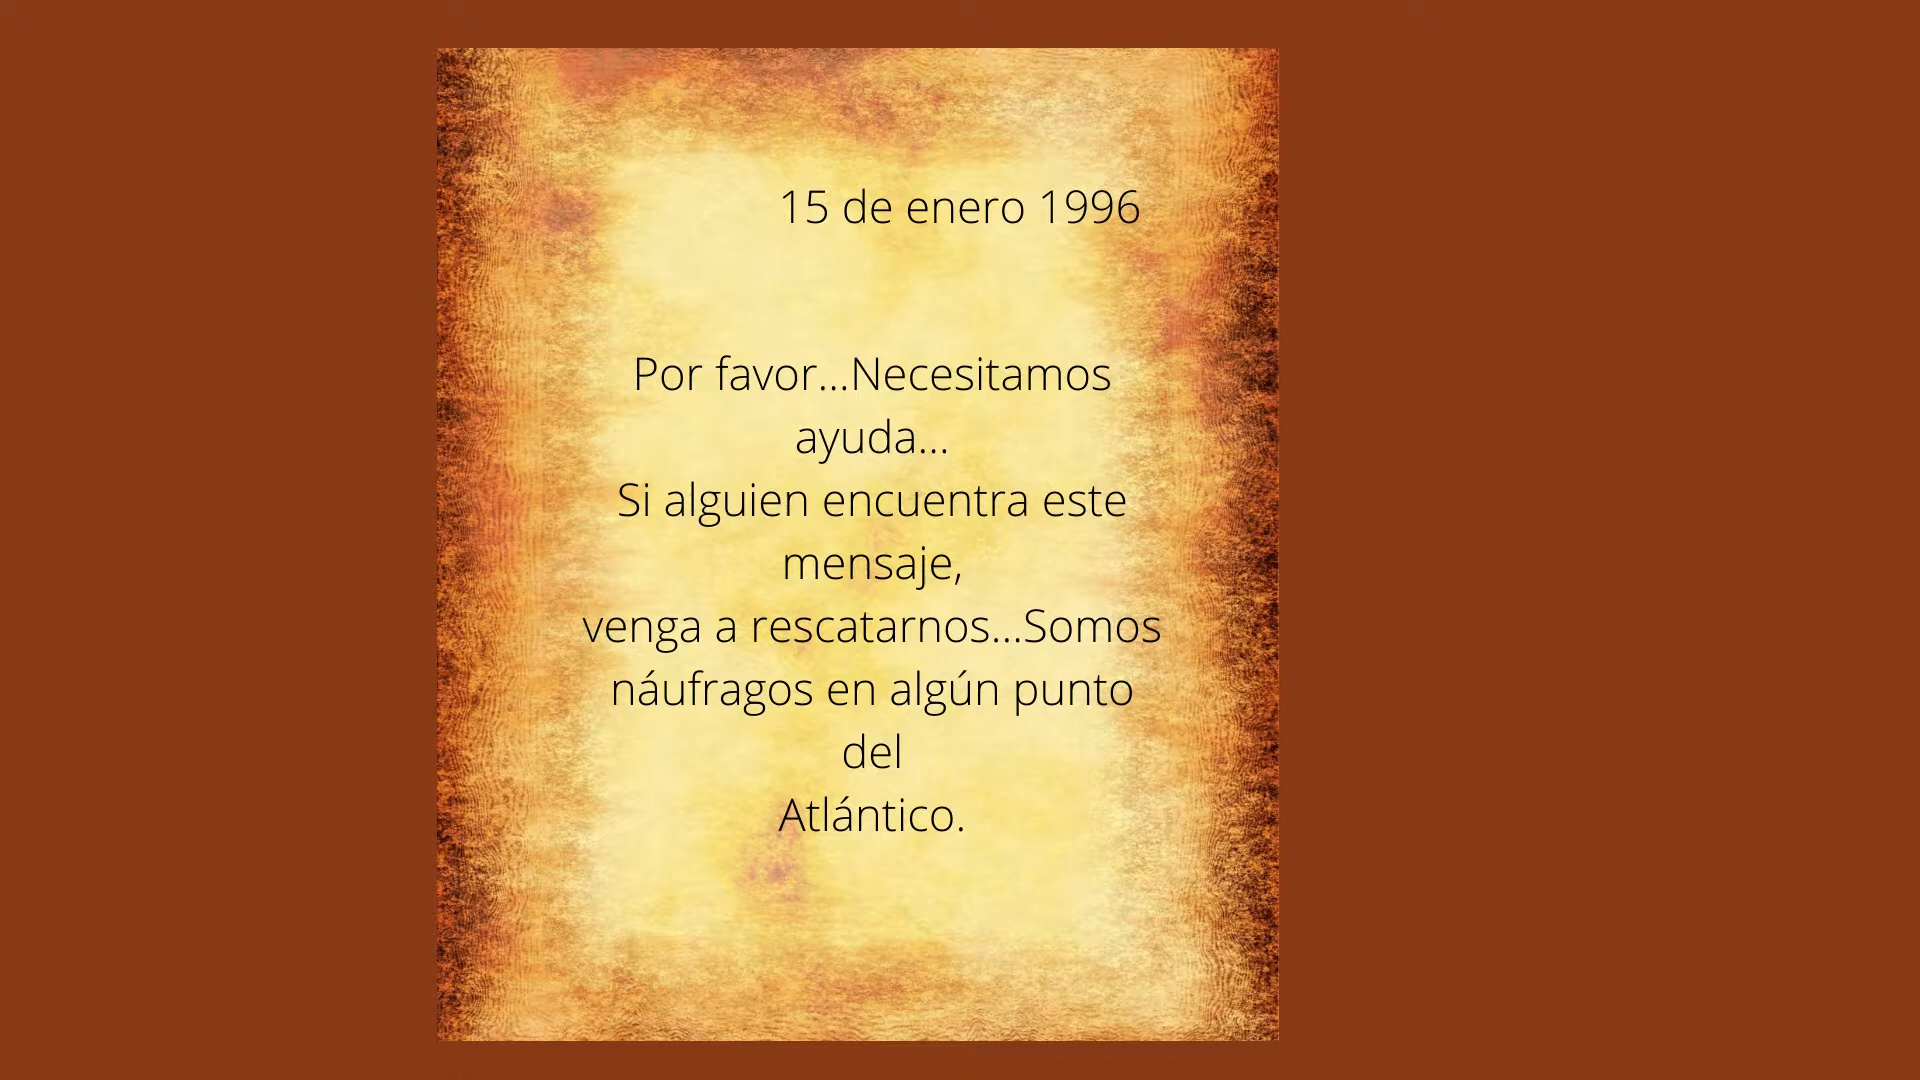 15 de enero 1996
Por favor...Necesitamos
ayuda...
Si alguien encuentra este
mensaje,
venga a rescatarnos...Somos
náufragos en algún punto
del
Atlántico.